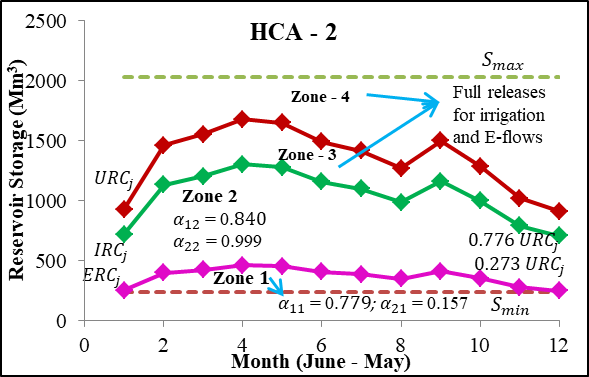 HCA - 2
2500
2000
1500
1000
500
0
Reservoir Storage (Mm³)
S_max
Zone - 4
Full releases
for irrigation
and E-flows
Zone - 3
URC_j
Zone 2
α₁₂ = 0.840
α₂₂ = 0.999
IRC_j
0.776 URC_j
ERC_j
0.273 URC_j
Zone 1
α₁₁ = 0.779; α₂₁ = 0.157
S_min
0 2 4 6 8 10 12
Month (June - May)